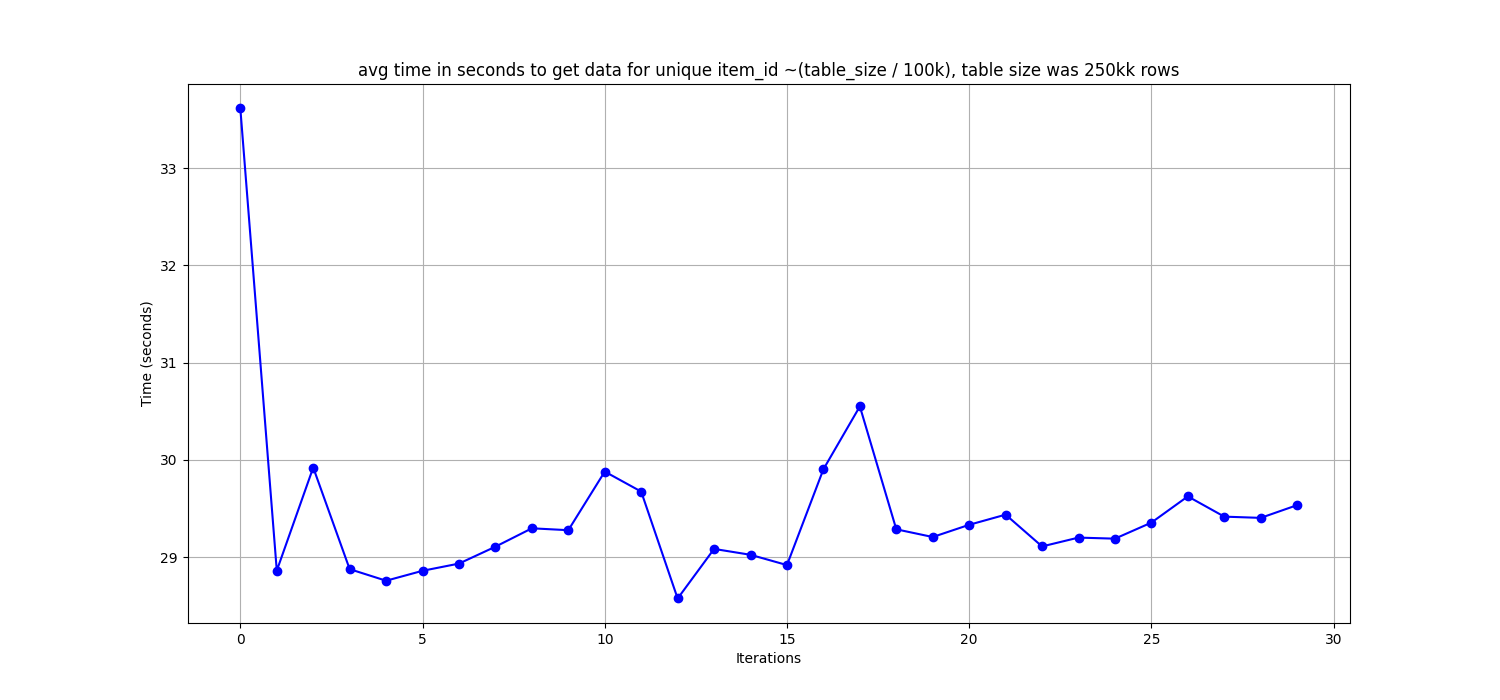 avg time in seconds to get data for unique item_id ~(table_size / 100k), table size was 250kk rows
33
32
31
30
29
Time (seconds)
0 5 10 15 20 25 30
Iterations